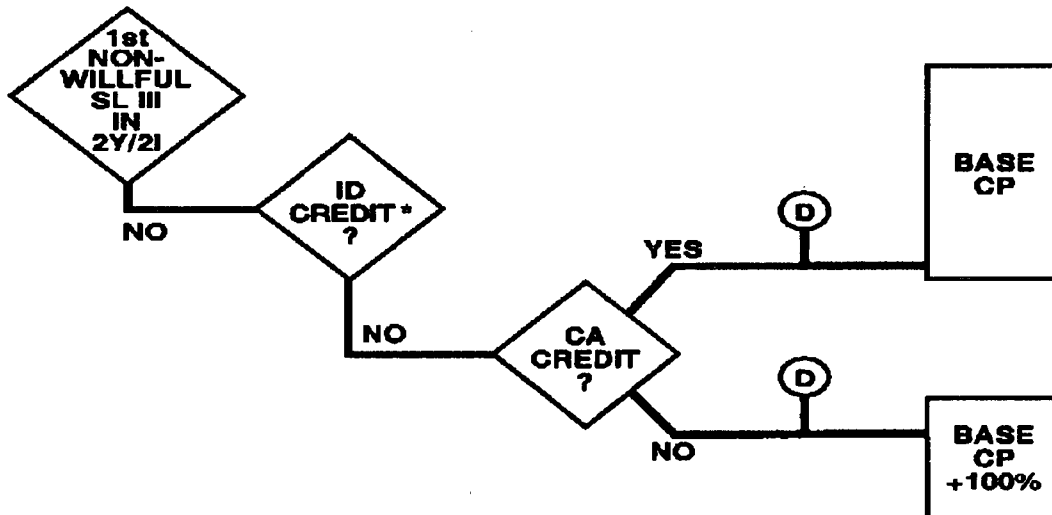 1st
NON-
WILLFUL
SL III
IN
2Y/2I
NO
ID
CREDIT*
?
NO
CA
CREDIT
?
YES
D
BASE
CP
NO
D
BASE
CP
+100%